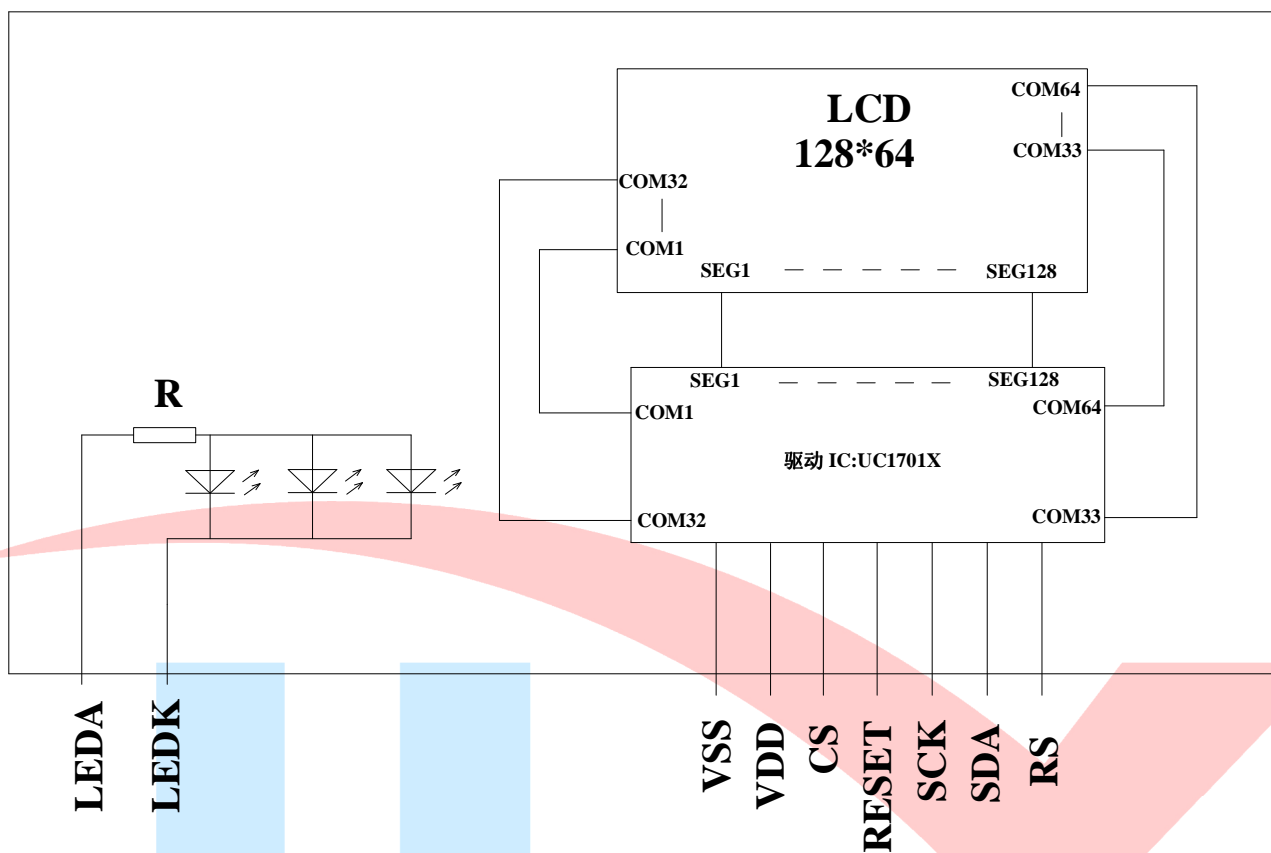 COM64
LCD
128*64
COM33
COM32
COM1
SEG1 — — — — — SEG128
SEG1 — — — — — SEG128
R
COM1
COM64
驱动 IC:UC1701X
COM32
COM33
LEDA
LEDK
VSS
VDD
CS
RESET
SCK
SDA
RS